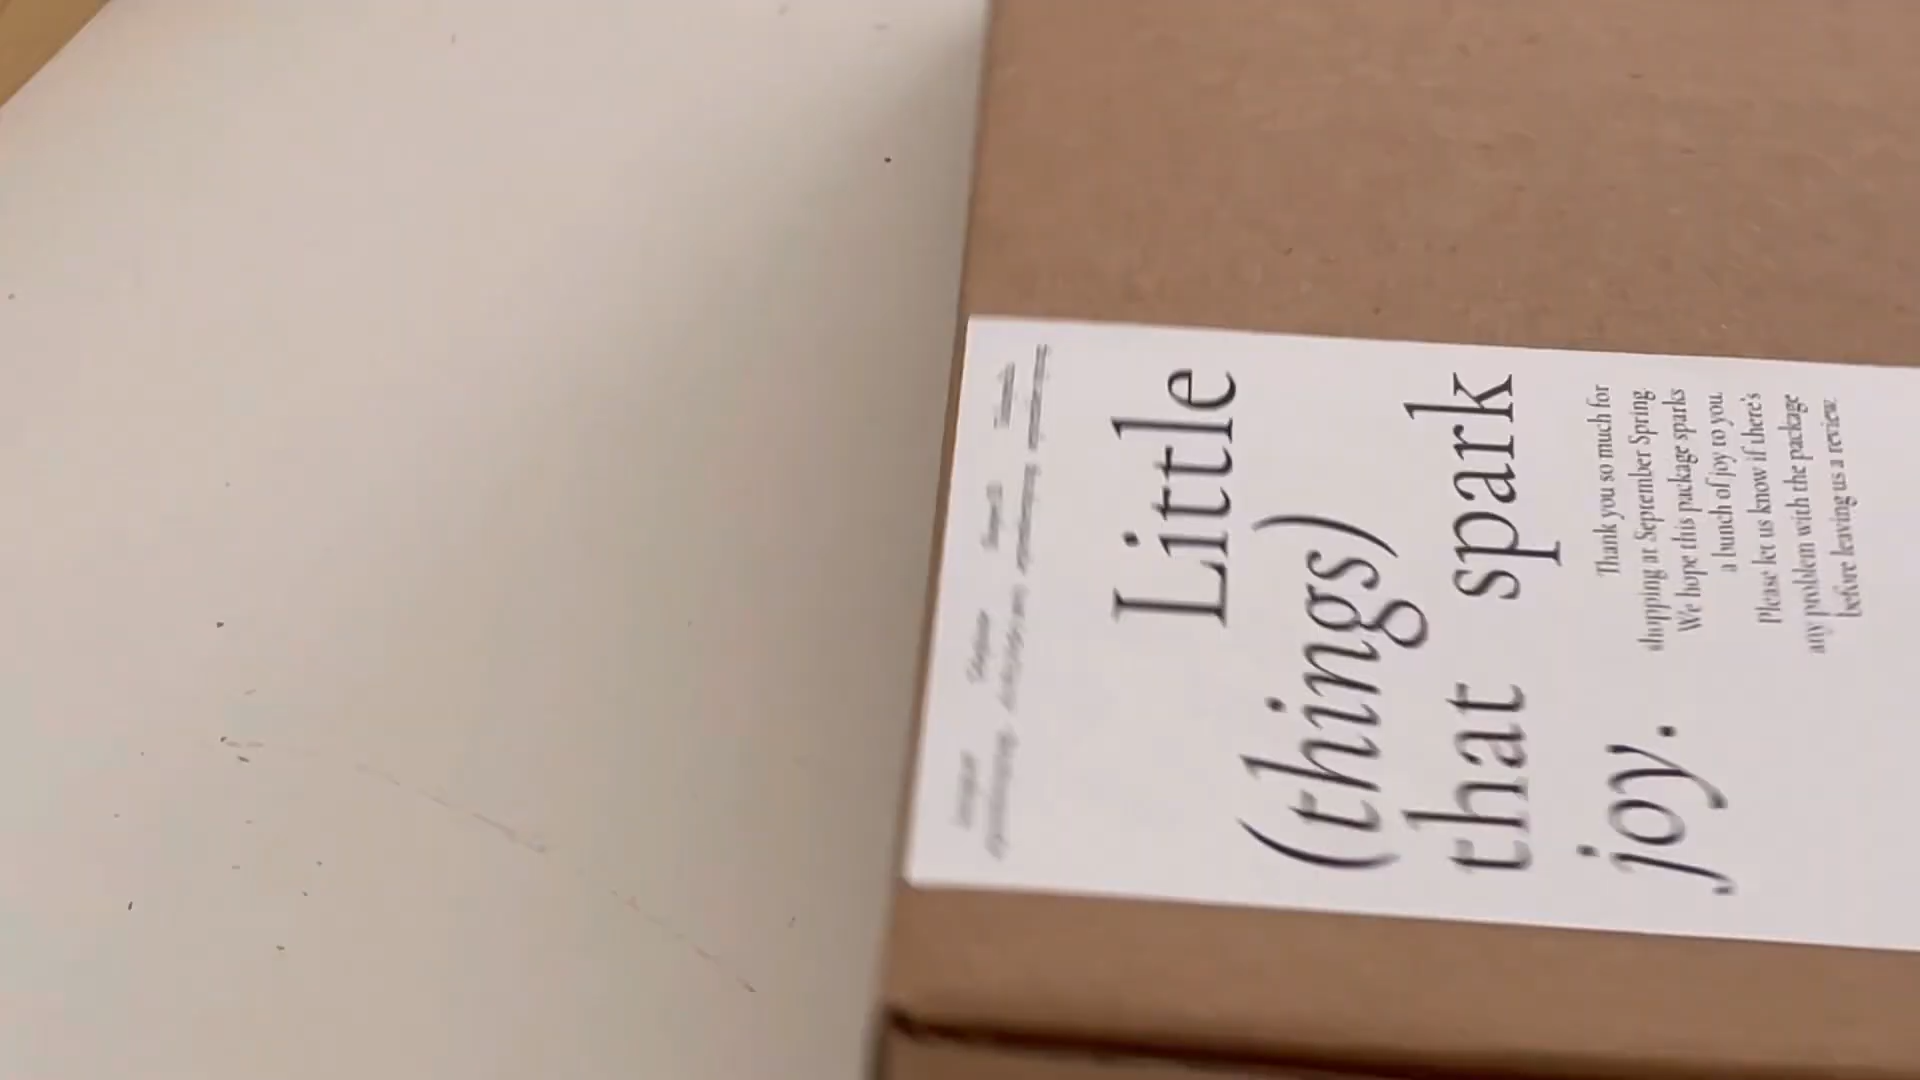 Little
(things)
that spark
joy.
Thank you so much for
shopping at September Spring
We hope this package sparks
a bunch of joy to you.
Please let us know if there's
any problem with the package
before leaving us a review.